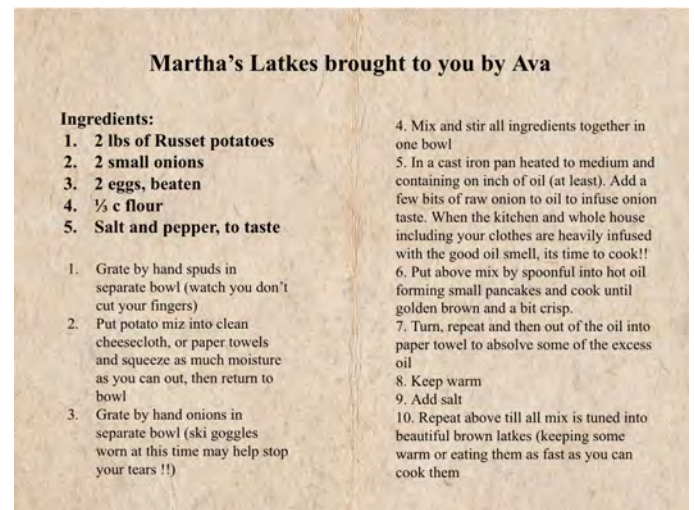 Martha's Latkes brought to you by Ava
Ingredients:
1. 2 lbs of Russet potatoes
2. 2 small onions
3. 2 eggs, beaten
4. ⅓ c flour
5. Salt and pepper, to taste
1. Grate by hand spuds in
separate bowl (watch you don't
cut your fingers)
2. Put potato miz into clean
cheesecloth, or paper towels
and squeeze as much moisture
as you can out, then return to
bowl
3. Grate by hand onions in
separate bowl (ski goggles
worn at this time may help stop
your tears !!)
4. Mix and stir all ingredients together in
one bowl
5. In a cast iron pan heated to medium and
containing on inch of oil (at least). Add a
few bits of raw onion to oil to infuse onion
taste. When the kitchen and whole house
including your clothes are heavily infused
with the good oil smell, its time to cook!!
6. Put above mix by spoonful into hot oil
forming small pancakes and cook until
golden brown and a bit crisp.
7. Turn, repeat and then out of the oil into
paper towel to absolve some of the excess
oil
8. Keep warm
9. Add salt
10. Repeat above till all mix is tuned into
beautiful brown latkes (keeping some
warm or eating them as fast as you can
cook them